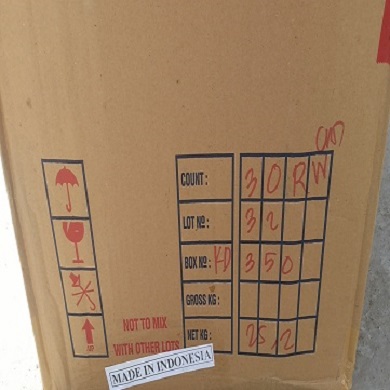 COUNT: 30RW
LOT No: 32
BOX No: KD 350
GROSS KG:
NET KG: 25,2
NOT TO MIX
WITH OTHER LOTS
MADE IN INDONESIA